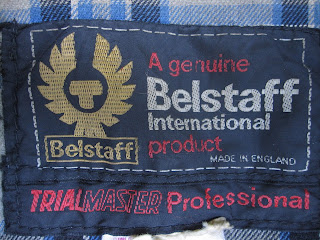 A genuine
Belstaff
International
product
MADE IN ENGLAND
Belstaff
TRIALMASTER Professional